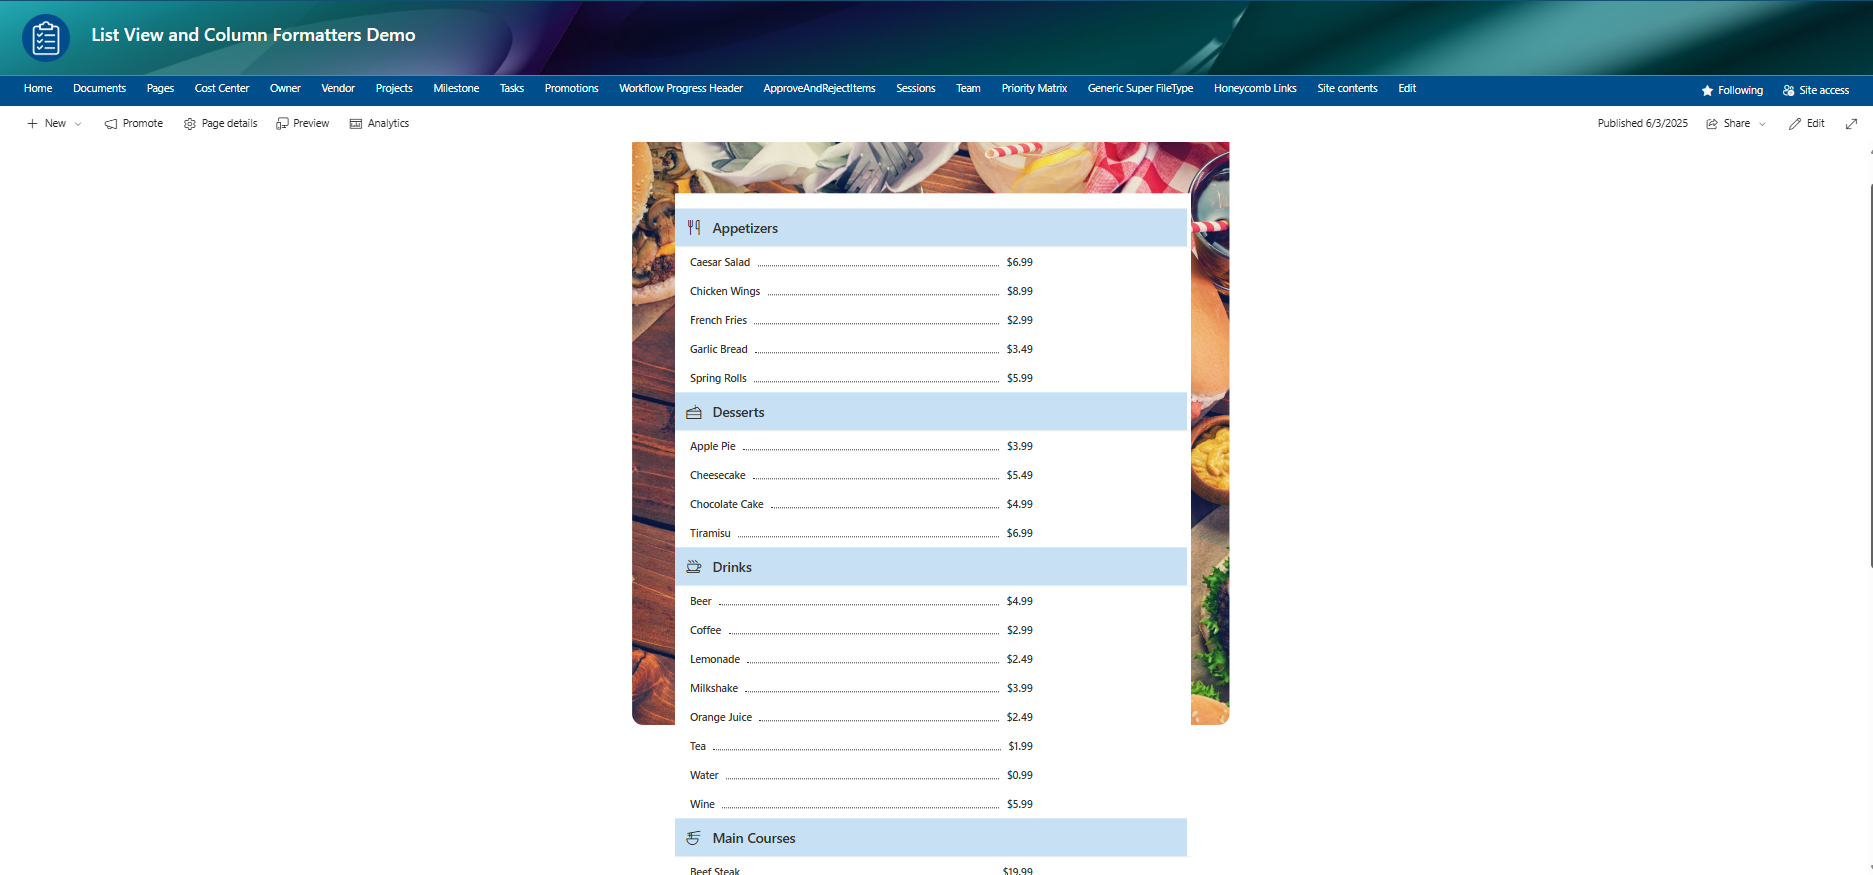 List View and Column Formatters Demo
Home Documents Pages Cost Center Owner Vendor Projects Milestone Tasks Promotions Workflow Progress Header ApproveAndRejectItems Sessions Team Priority Matrix Generic Super FileType Honeycomb Links Site contents Edit Following Site access
New Promote Page details Preview Analytics Published 6/3/2025 Share Edit
Appetizers
Caesar Salad $6.99
Chicken Wings $8.99
French Fries $2.99
Garlic Bread $3.49
Spring Rolls $5.99
Desserts
Apple Pie $3.99
Cheesecake $5.49
Chocolate Cake $4.99
Tiramisu $6.99
Drinks
Beer $4.99
Coffee $2.99
Lemonade $2.49
Milkshake $3.99
Orange Juice $2.49
Tea $1.99
Water $0.99
Wine $5.99
Main Courses
Beef Steak $19.99